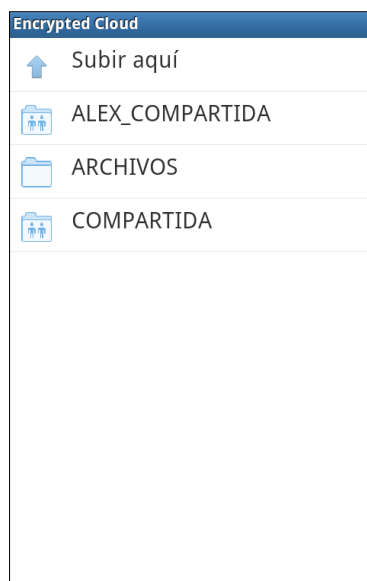 Encrypted Cloud
Subir aquí
ALEX_COMPARTIDA
ARCHIVOS
COMPARTIDA